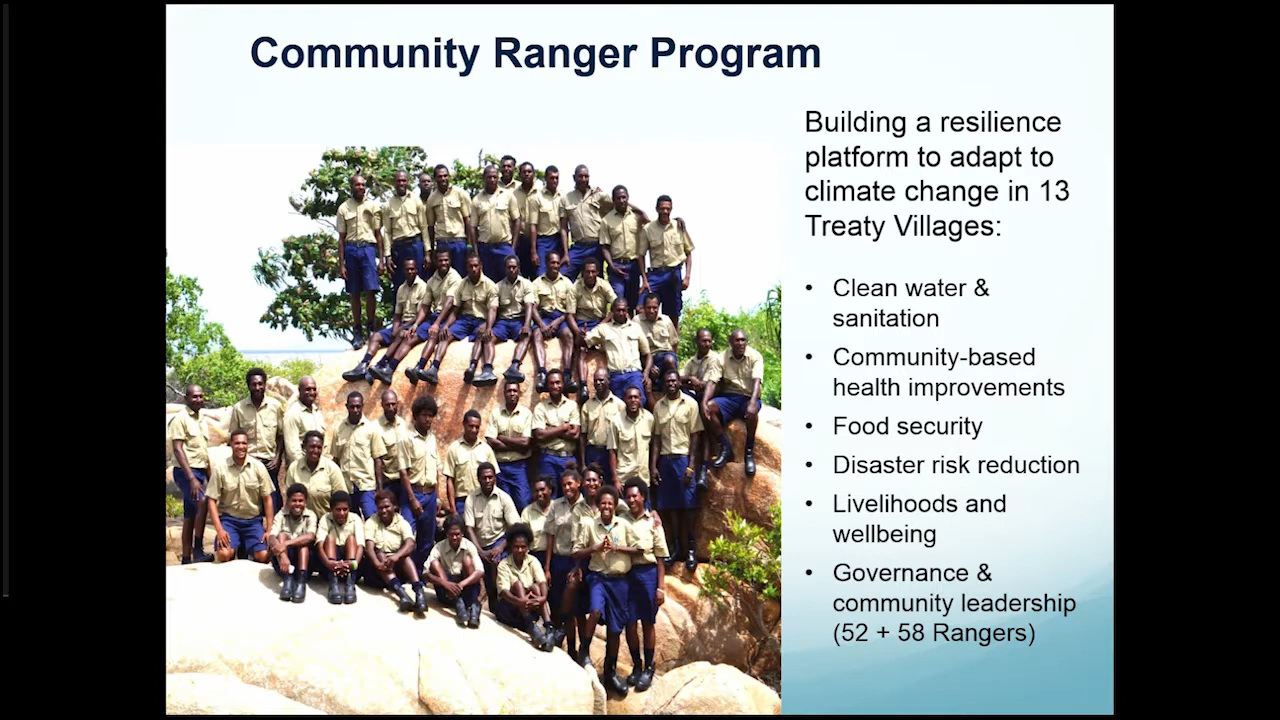 Community Ranger Program
Building a resilience
platform to adapt to
climate change in 13
Treaty Villages:
• Clean water &
sanitation
• Community-based
health improvements
• Food security
• Disaster risk reduction
• Livelihoods and
wellbeing
• Governance &
community leadership
(52 + 58 Rangers)